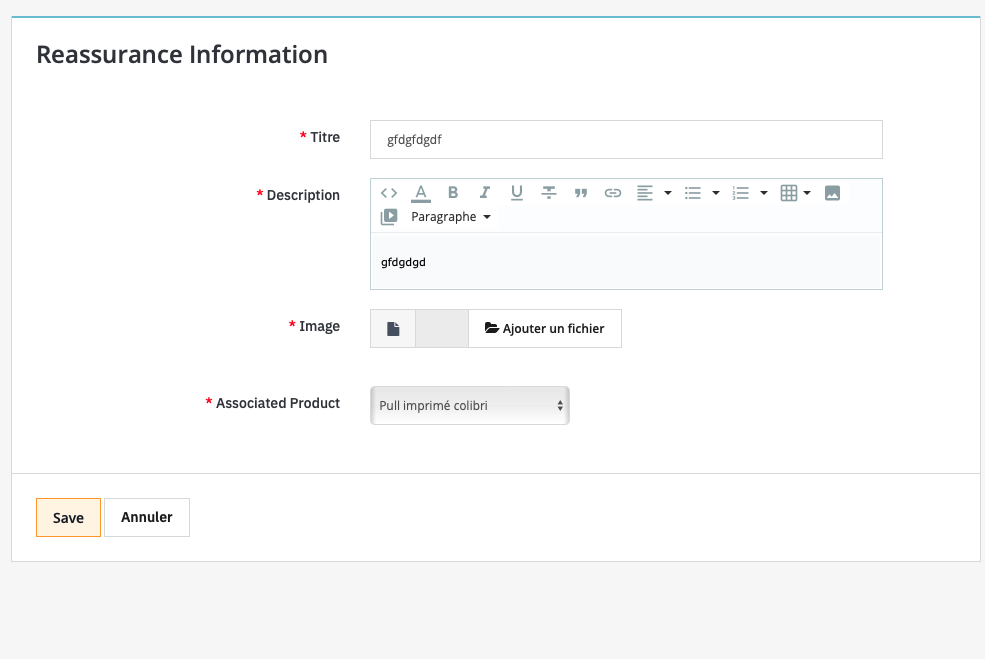 Reassurance Information
* Titre
gfdgfdgdf
* Description
Paragraphe
gfdgdgd
* Image
Ajouter un fichier
* Associated Product
Pull imprimé colibri
Save
Annuler